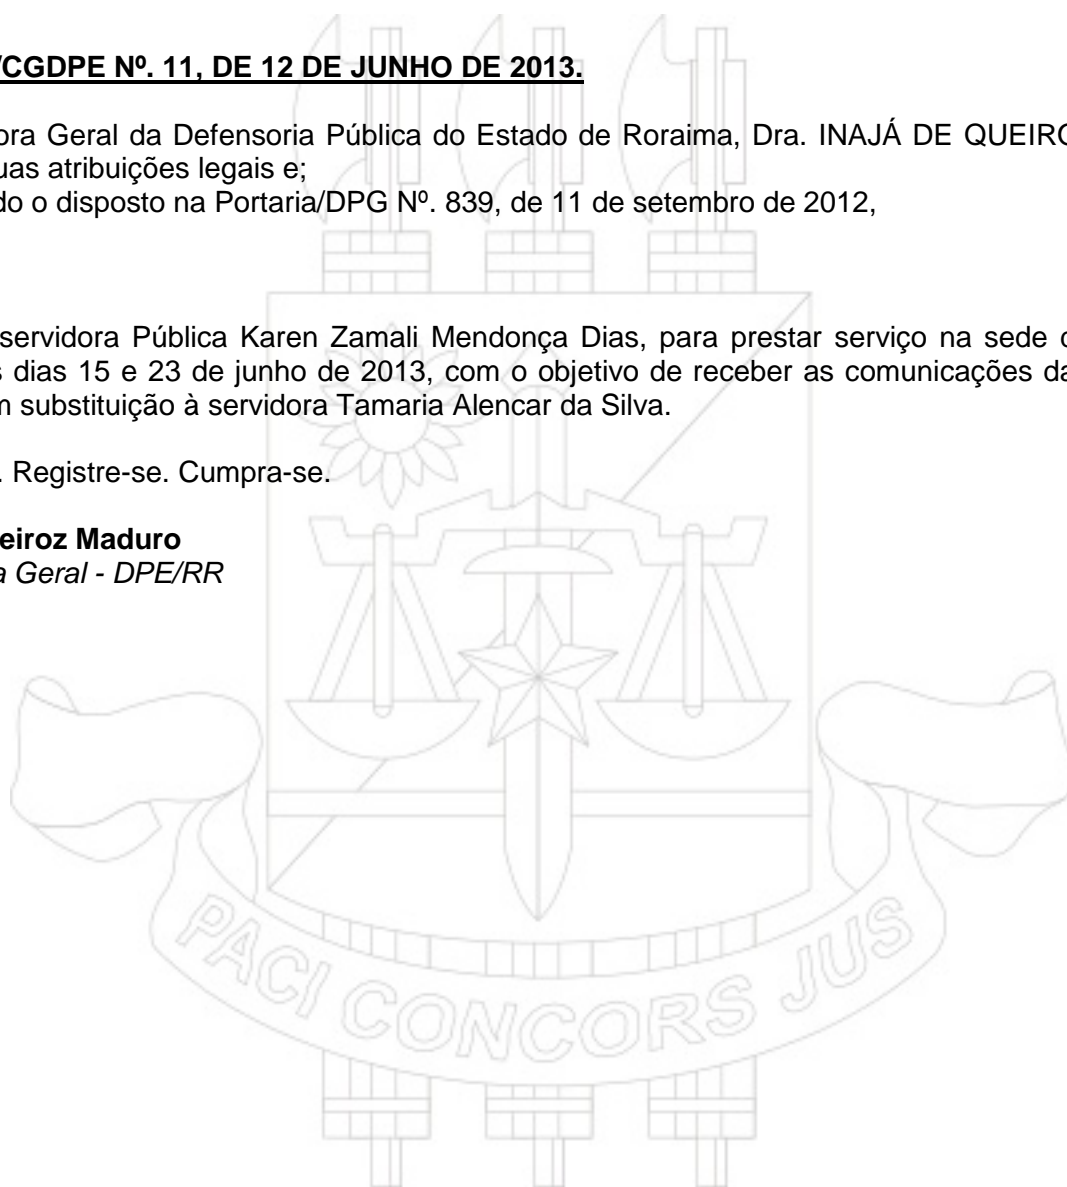 /CGDPE Nº. 11, DE 12 DE JUNHO DE 2013.
ora Geral da Defensoria Pública do Estado de Roraima, Dra. INAJÁ DE QUEIRO
uas atribuições legais e;
do o disposto na Portaria/DPG Nº. 839, de 11 de setembro de 2012,
servidora Pública Karen Zamali Mendonça Dias, para prestar serviço na sede
s dias 15 e 23 de junho de 2013, com o objetivo de receber as comunicações da
m substituição à servidora Tamaria Alencar da Silva.
. Registre-se. Cumpra-se.
eiroz Maduro
a Geral - DPE/RR
PACI CONCORS JUS